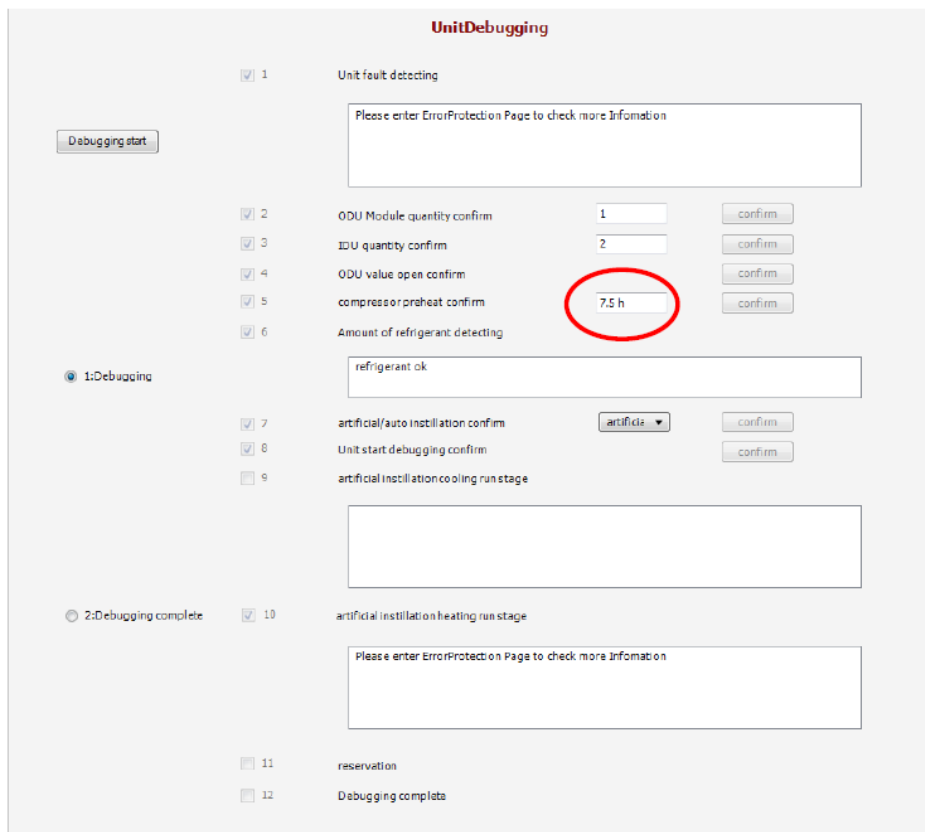 UnitDebugging
1 Unit fault detecting
Please enter ErrorProtection Page to check more Infomation
Debugging start
2 ODU Module quantity confirm 1 confirm
3 IDU quantity confirm 2 confirm
4 ODU value open confirm confirm
5 compressor preheat confirm 7.5 h confirm
6 Amount of refrigerant detecting
refrigerant ok
1:Debugging
7 artificial/auto instillation confirm artificia confirm
8 Unit start debugging confirm confirm
9 artificial instillation cooling run stage
2:Debugging complete 10 artificial instillation heating run stage
Please enter ErrorProtection Page to check more Infomation
11 reservation
12 Debugging complete